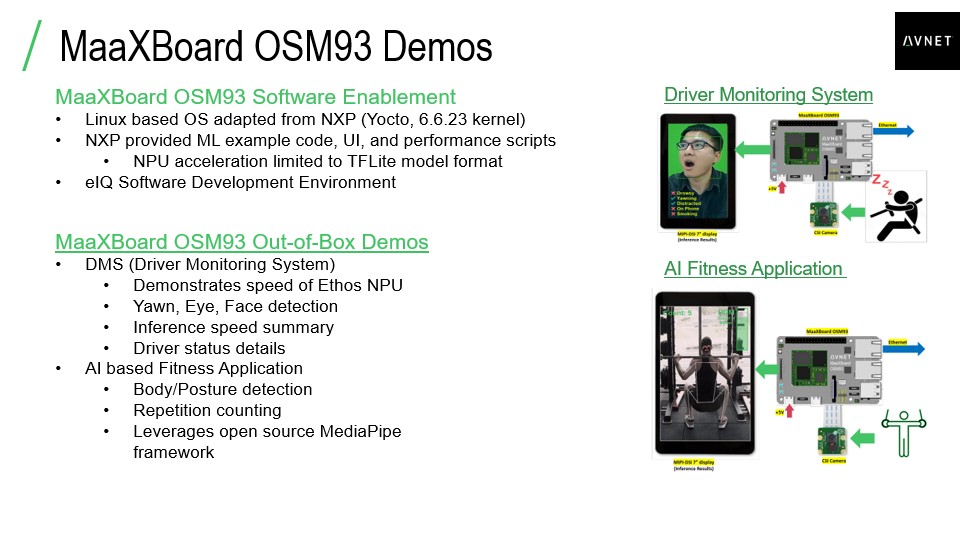 MaaXBoard OSM93 Demos
AVNET
MaaXBoard OSM93 Software Enablement
• Linux based OS adapted from NXP (Yocto, 6.6.23 kernel)
• NXP provided ML example code, UI, and performance scripts
• NPU acceleration limited to TFLite model format
• eIQ Software Development Environment
MaaXBoard OSM93 Out-of-Box Demos
• DMS (Driver Monitoring System)
• Demonstrates speed of Ethos NPU
• Yawn, Eye, Face detection
• Inference speed summary
• Driver status details
• AI based Fitness Application
• Body/Posture detection
• Repetition counting
• Leverages open source MediaPipe
framework
Driver Monitoring System
MaaXBoard OSM93
Ethernet
AVNET
Drowsy
Yawning
Distracted
On Phone
Smoking
+5V
CSI Camera
MIPI-DSI 7" display
(Inference Results)
ZZZ
AI Fitness Application
MaaXBoard OSM93
Ethernet
AVNET
+5V
CSI Camera
MIPI-DSI 7" display
(Inference Results)